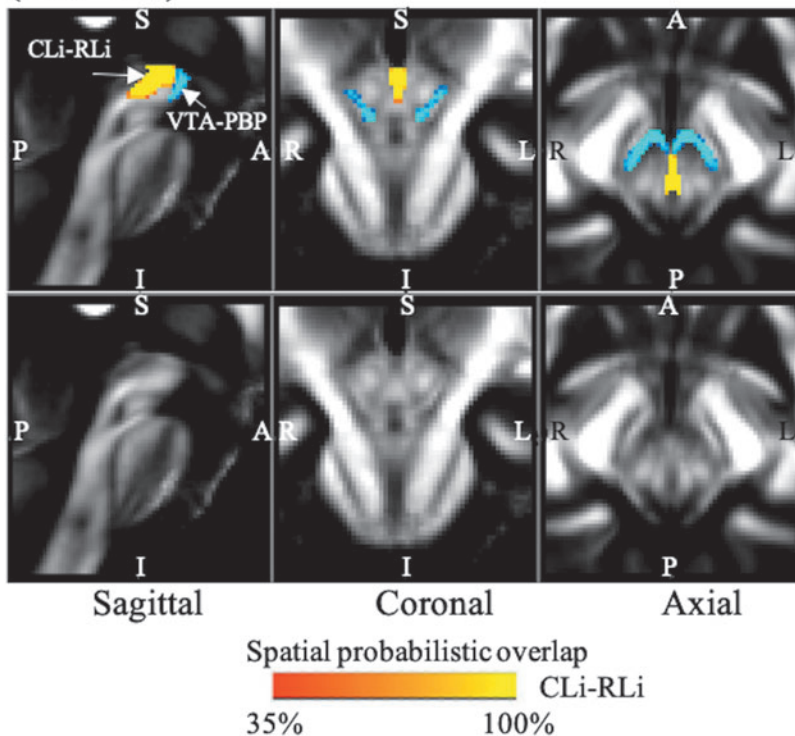 S S A
CLi-RLi
VTA-PBP
P A R L R L
I I P
S S A
P A R L R L
I I P
Sagittal Coronal Axial
Spatial probabilistic overlap
CLi-RLi
35% 100%